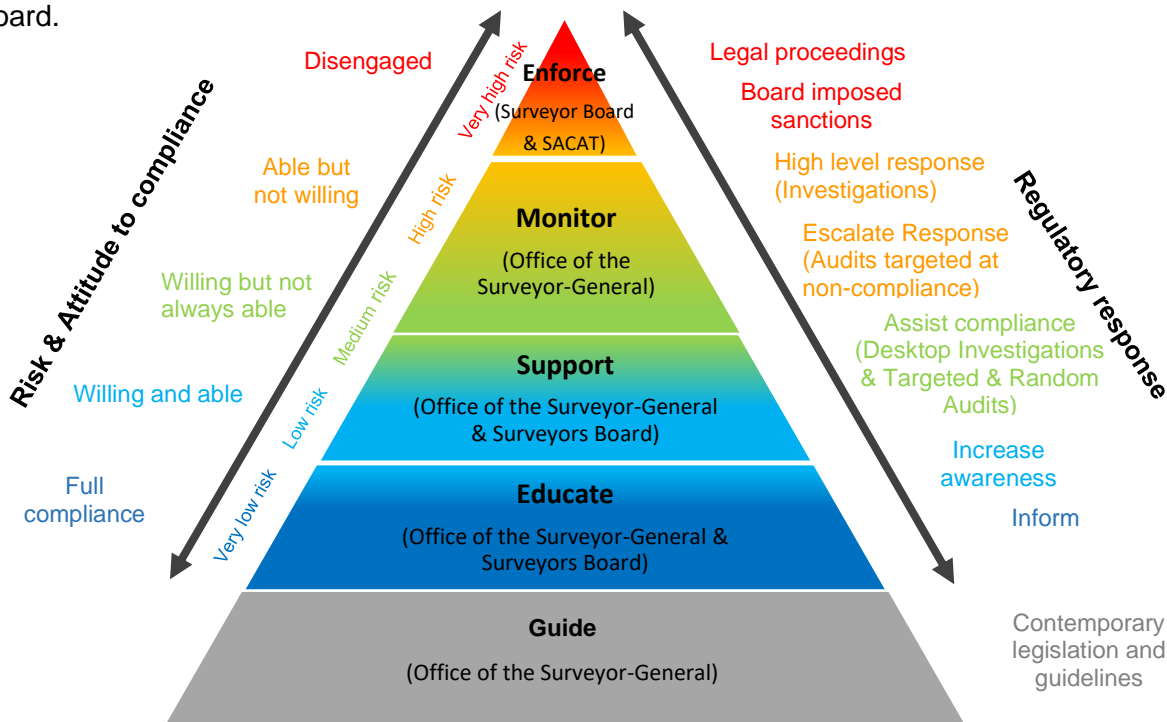 oard.
Disengaged
Able but
not willing
Willing but not
always able
Willing and able
Full
compliance
Risk & Attitude to compliance
Very high risk
High risk
Medium risk
Low risk
Very low risk
Enforce
(Surveyor Board
& SACAT)
Monitor
(Office of the
Surveyor-General)
Support
(Office of the Surveyor-General
& Surveyors Board)
Educate
(Office of the Surveyor-General &
Surveyors Board)
Guide
(Office of the Surveyor-General)
Legal proceedings
Board imposed
sanctions
High level response
(Investigations)
Escalate Response
(Audits targeted at
non-compliance)
Assist compliance
(Desktop Investigations
& Targeted & Random
Audits)
Increase
awareness
Inform
Contemporary
legislation and
guidelines
Regulatory response